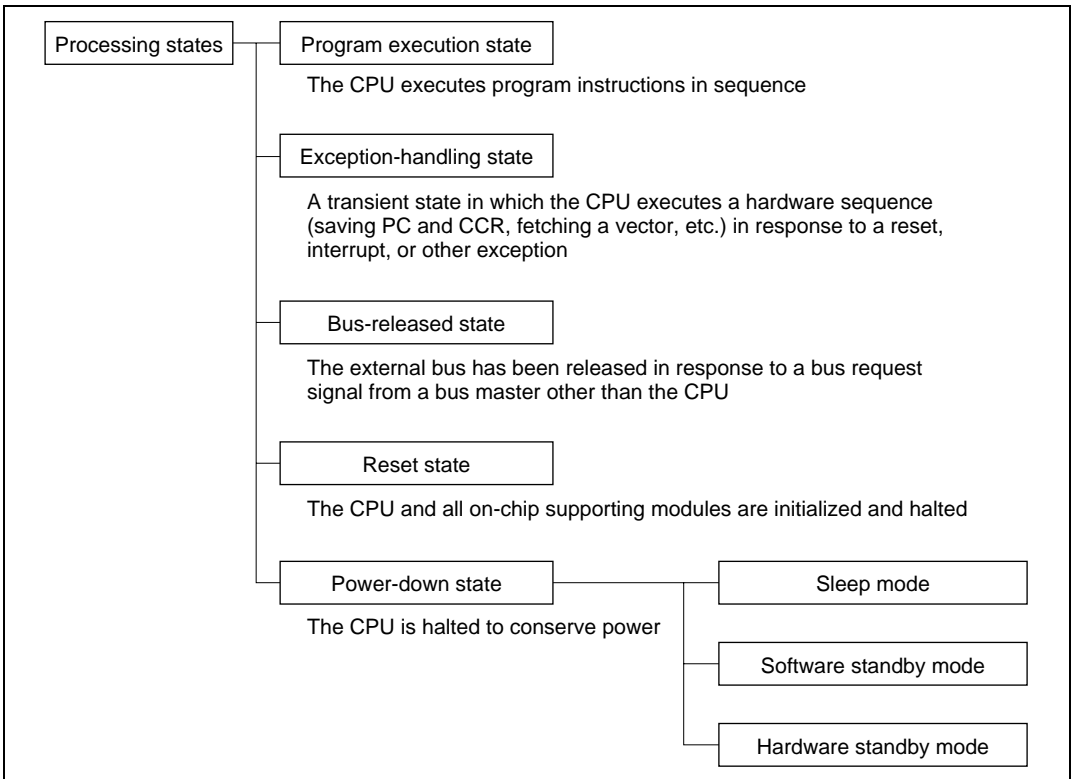 Processing states
Program execution state
The CPU executes program instructions in sequence
Exception-handling state
A transient state in which the CPU executes a hardware sequence
(saving PC and CCR, fetching a vector, etc.) in response to a reset,
interrupt, or other exception
Bus-released state
The external bus has been released in response to a bus request
signal from a bus master other than the CPU
Reset state
The CPU and all on-chip supporting modules are initialized and halted
Power-down state
The CPU is halted to conserve power
Sleep mode
Software standby mode
Hardware standby mode